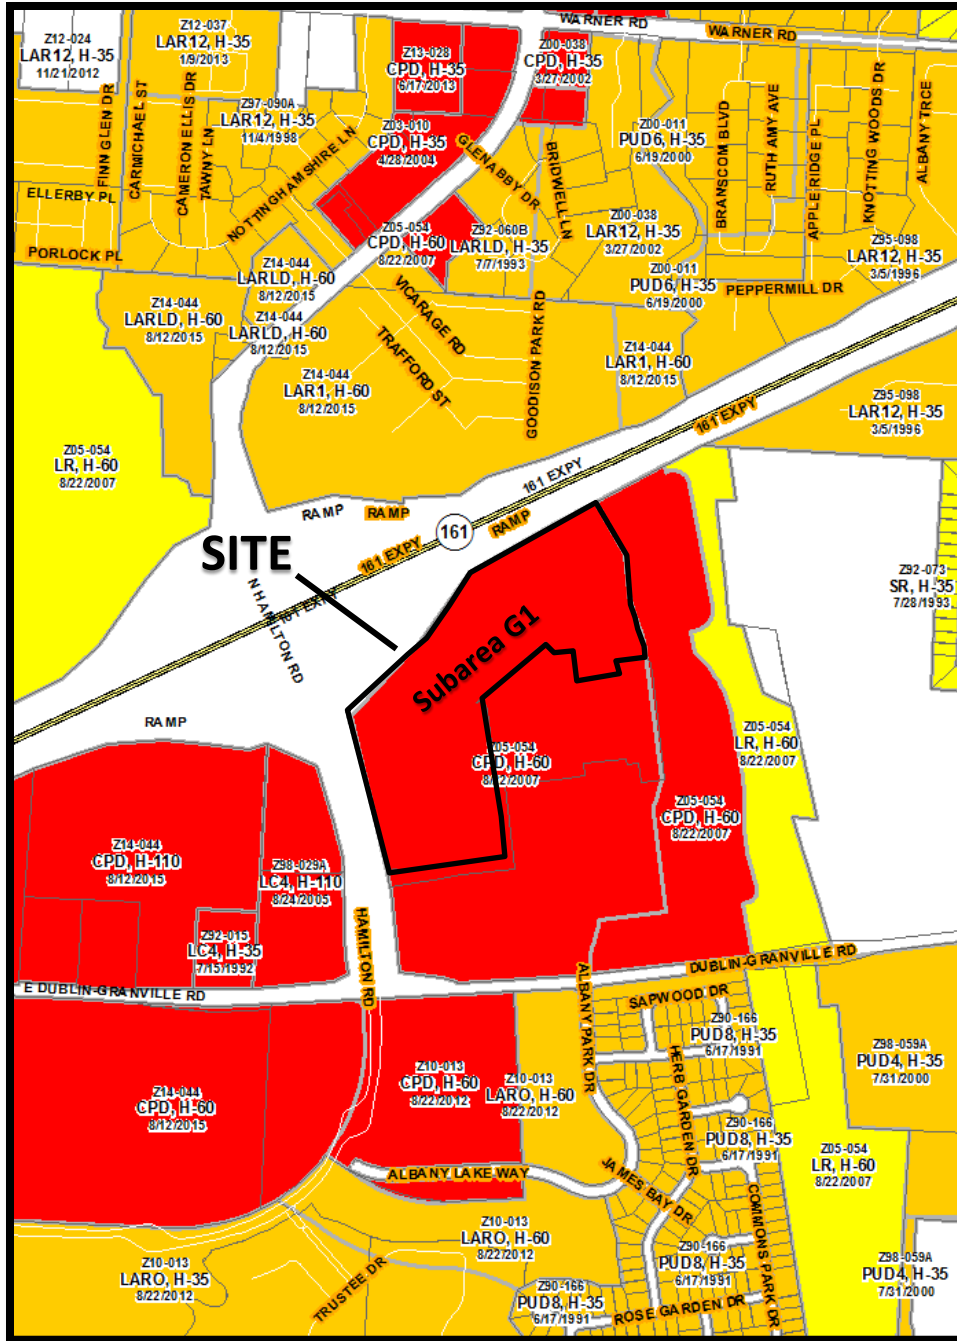 WARNER RD
WARNER RD
Z12-024
LAR12, H-35
11/21/2012
Z12-037
LAR12, H-35
1/9/2013
Z13-028
CPD, H-35
6/17/2013
Z00-038
CPD, H-35
3/27/2002
FINN GLEN DR
CARMICHAEL ST
CAMERON ELLIS DR
TAWNY LN
Z97-090A
LAR12, H-35
11/4/1998
NOTTINGHAMSHIRE LN
Z03-010
CPD, H-35
4/28/2004
GLENABBY DR
BRIDWELL LN
Z00-011
PUD6, H-35
6/19/2000
BRANSCOM BLVD
RUTH AMY AVE
APPLE RIDGE PL
KNOTTING WOODS DR
ALBANY TRCE
ELLERBY PL
PORLOCK PL
Z05-054
CPD, H-60
8/22/2007
Z92-060B
LARLD, H-35
7/7/1993
Z00-038
LAR12, H-35
3/27/2002
Z95-098
LAR12, H-35
3/5/1996
Z14-044
LARLD, H-60
8/12/2015
Z14-044
LARLD, H-60
8/12/2015
Z14-044
LARLD, H-60
8/12/2015
VICARAGE RD
TRAFFORD ST
GOODISON PARK RD
Z00-011
PUD6, H-35
6/19/2000
PEPPERMILL DR
Z14-044
LAR1, H-60
8/12/2015
Z14-044
LAR1, H-60
8/12/2015
Z95-098
LAR12, H-35
3/5/1996
161 EXPY
Z05-054
LR, H-60
8/22/2007
161 EXPY
RAMP
RAMP
RAMP
161
161 EXPY
SITE
161 EXPY
N HAMILTON RD
Z92-073
SR, H-35
7/28/1993
Subarea G1
RAMP
Z05-054
CPD, H-60
8/22/2007
Z05-054
LR, H-60
8/22/2007
Z05-054
CPD, H-60
8/22/2007
Z14-044
CPD, H-110
8/12/2015
Z98-029A
LC4, H-110
8/24/2005
Z92-015
LC4, H-35
7/15/1992
HAMILTON RD
DUBLIN-GRANVILLE RD
E DUBLIN-GRANVILLE RD
ALBANY PARK DR
SAPWOOD DR
Z90-166
PUD8, H-35
6/17/1991
HERB GARDEN DR
Z98-059A
PUD4, H-35
7/31/2000
Z14-044
CPD, H-60
8/12/2015
Z10-013
CPD, H-60
8/22/2012
Z10-013
LARO, H-60
8/22/2012
Z90-166
PUD8, H-35
6/17/1991
Z05-054
LR, H-60
8/22/2007
ALBANY LAKE WAY
JAMES BAY DR
COMMONS PARK DR
Z10-013
LARO, H-60
8/22/2012
Z10-013
LARO, H-35
8/22/2012
TRUSTEE DR
Z90-166
PUD8, H-35
6/17/1991
Z98-059A
PUD4, H-35
7/31/2000
Z90-166
PUD8, H-35
6/17/1991
ROSE GARDEN DR